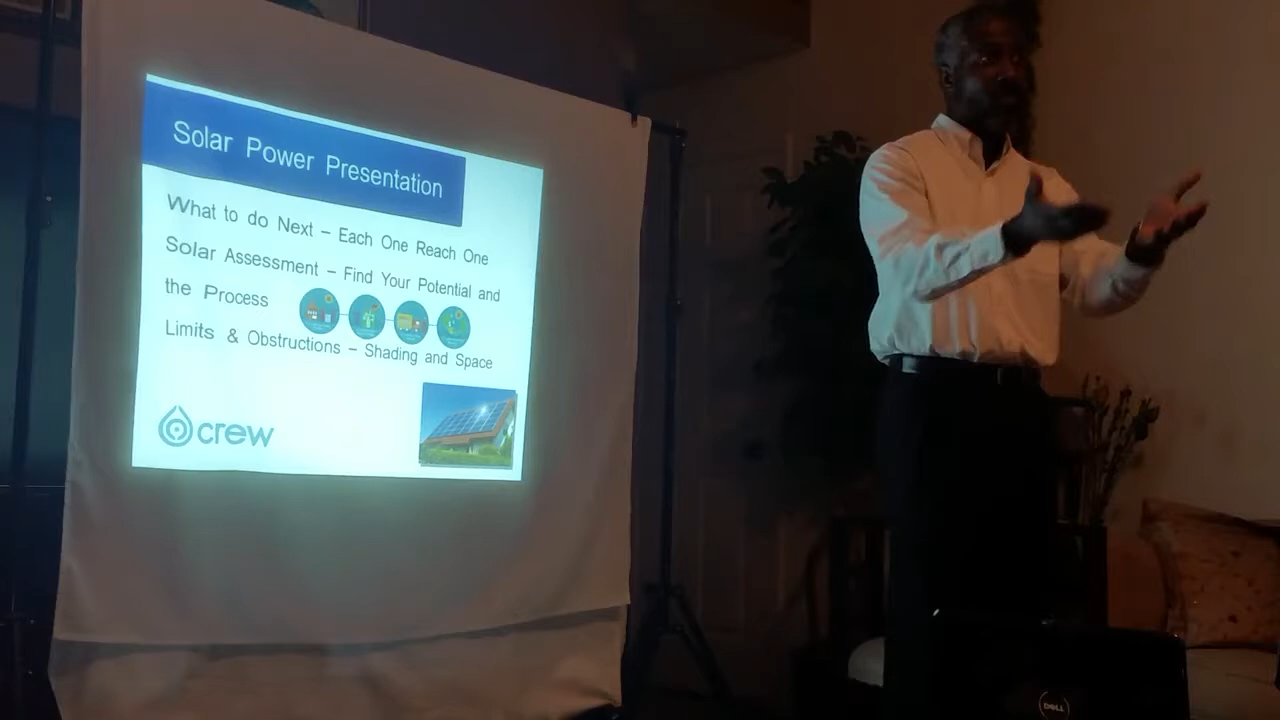 Solar Power Presentation
What to do Next – Each One Reach One
Solar Assessment – Find Your Potential and
the Process
Limits & Obstructions – Shading and Space
crew
DELL